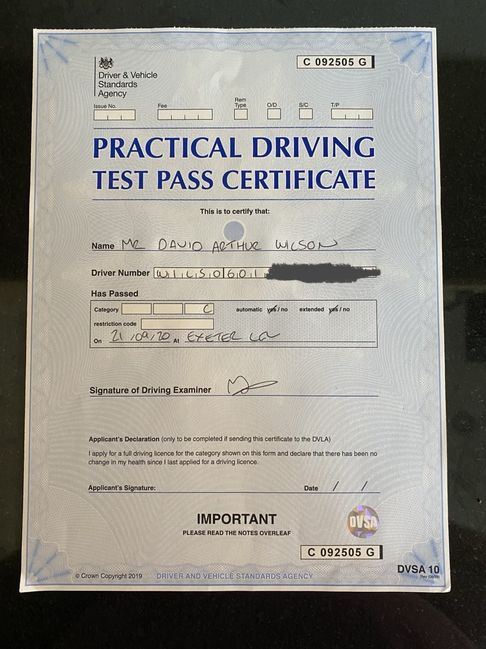 C 092505 G
Driver & Vehicle
Standards
Agency
Issue No. Fee Rem Type O/D S/C T/P
PRACTICAL DRIVING
TEST PASS CERTIFICATE
This is to certify that:
Name MR DAVID ARTHUR WILSON
Driver Number W I L S O 6 0 1
Has Passed
Category C automatic yes / no extended yes / no
restriction code
On 21/09/20 At EXETER
Signature of Driving Examiner
Applicant's Declaration (only to be completed if sending this certificate to the DVLA)
I apply for a full driving licence for the category shown on this form and declare that there has been no
change in my health since I last applied for a driving licence.
Applicant's Signature: Date / /
IMPORTANT
PLEASE READ THE NOTES OVERLEAF
DVSA
C 092505 G
© Crown Copyright 2019 DRIVER AND VEHICLE STANDARDS AGENCY
DVSA 10